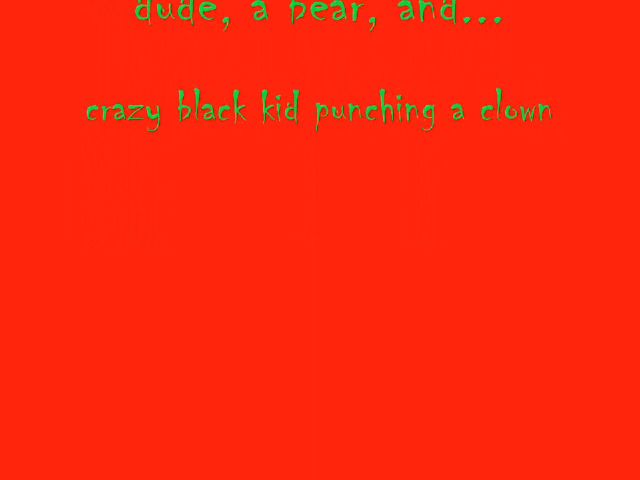 dude, a bear, and...
crazy black kid punching a clown